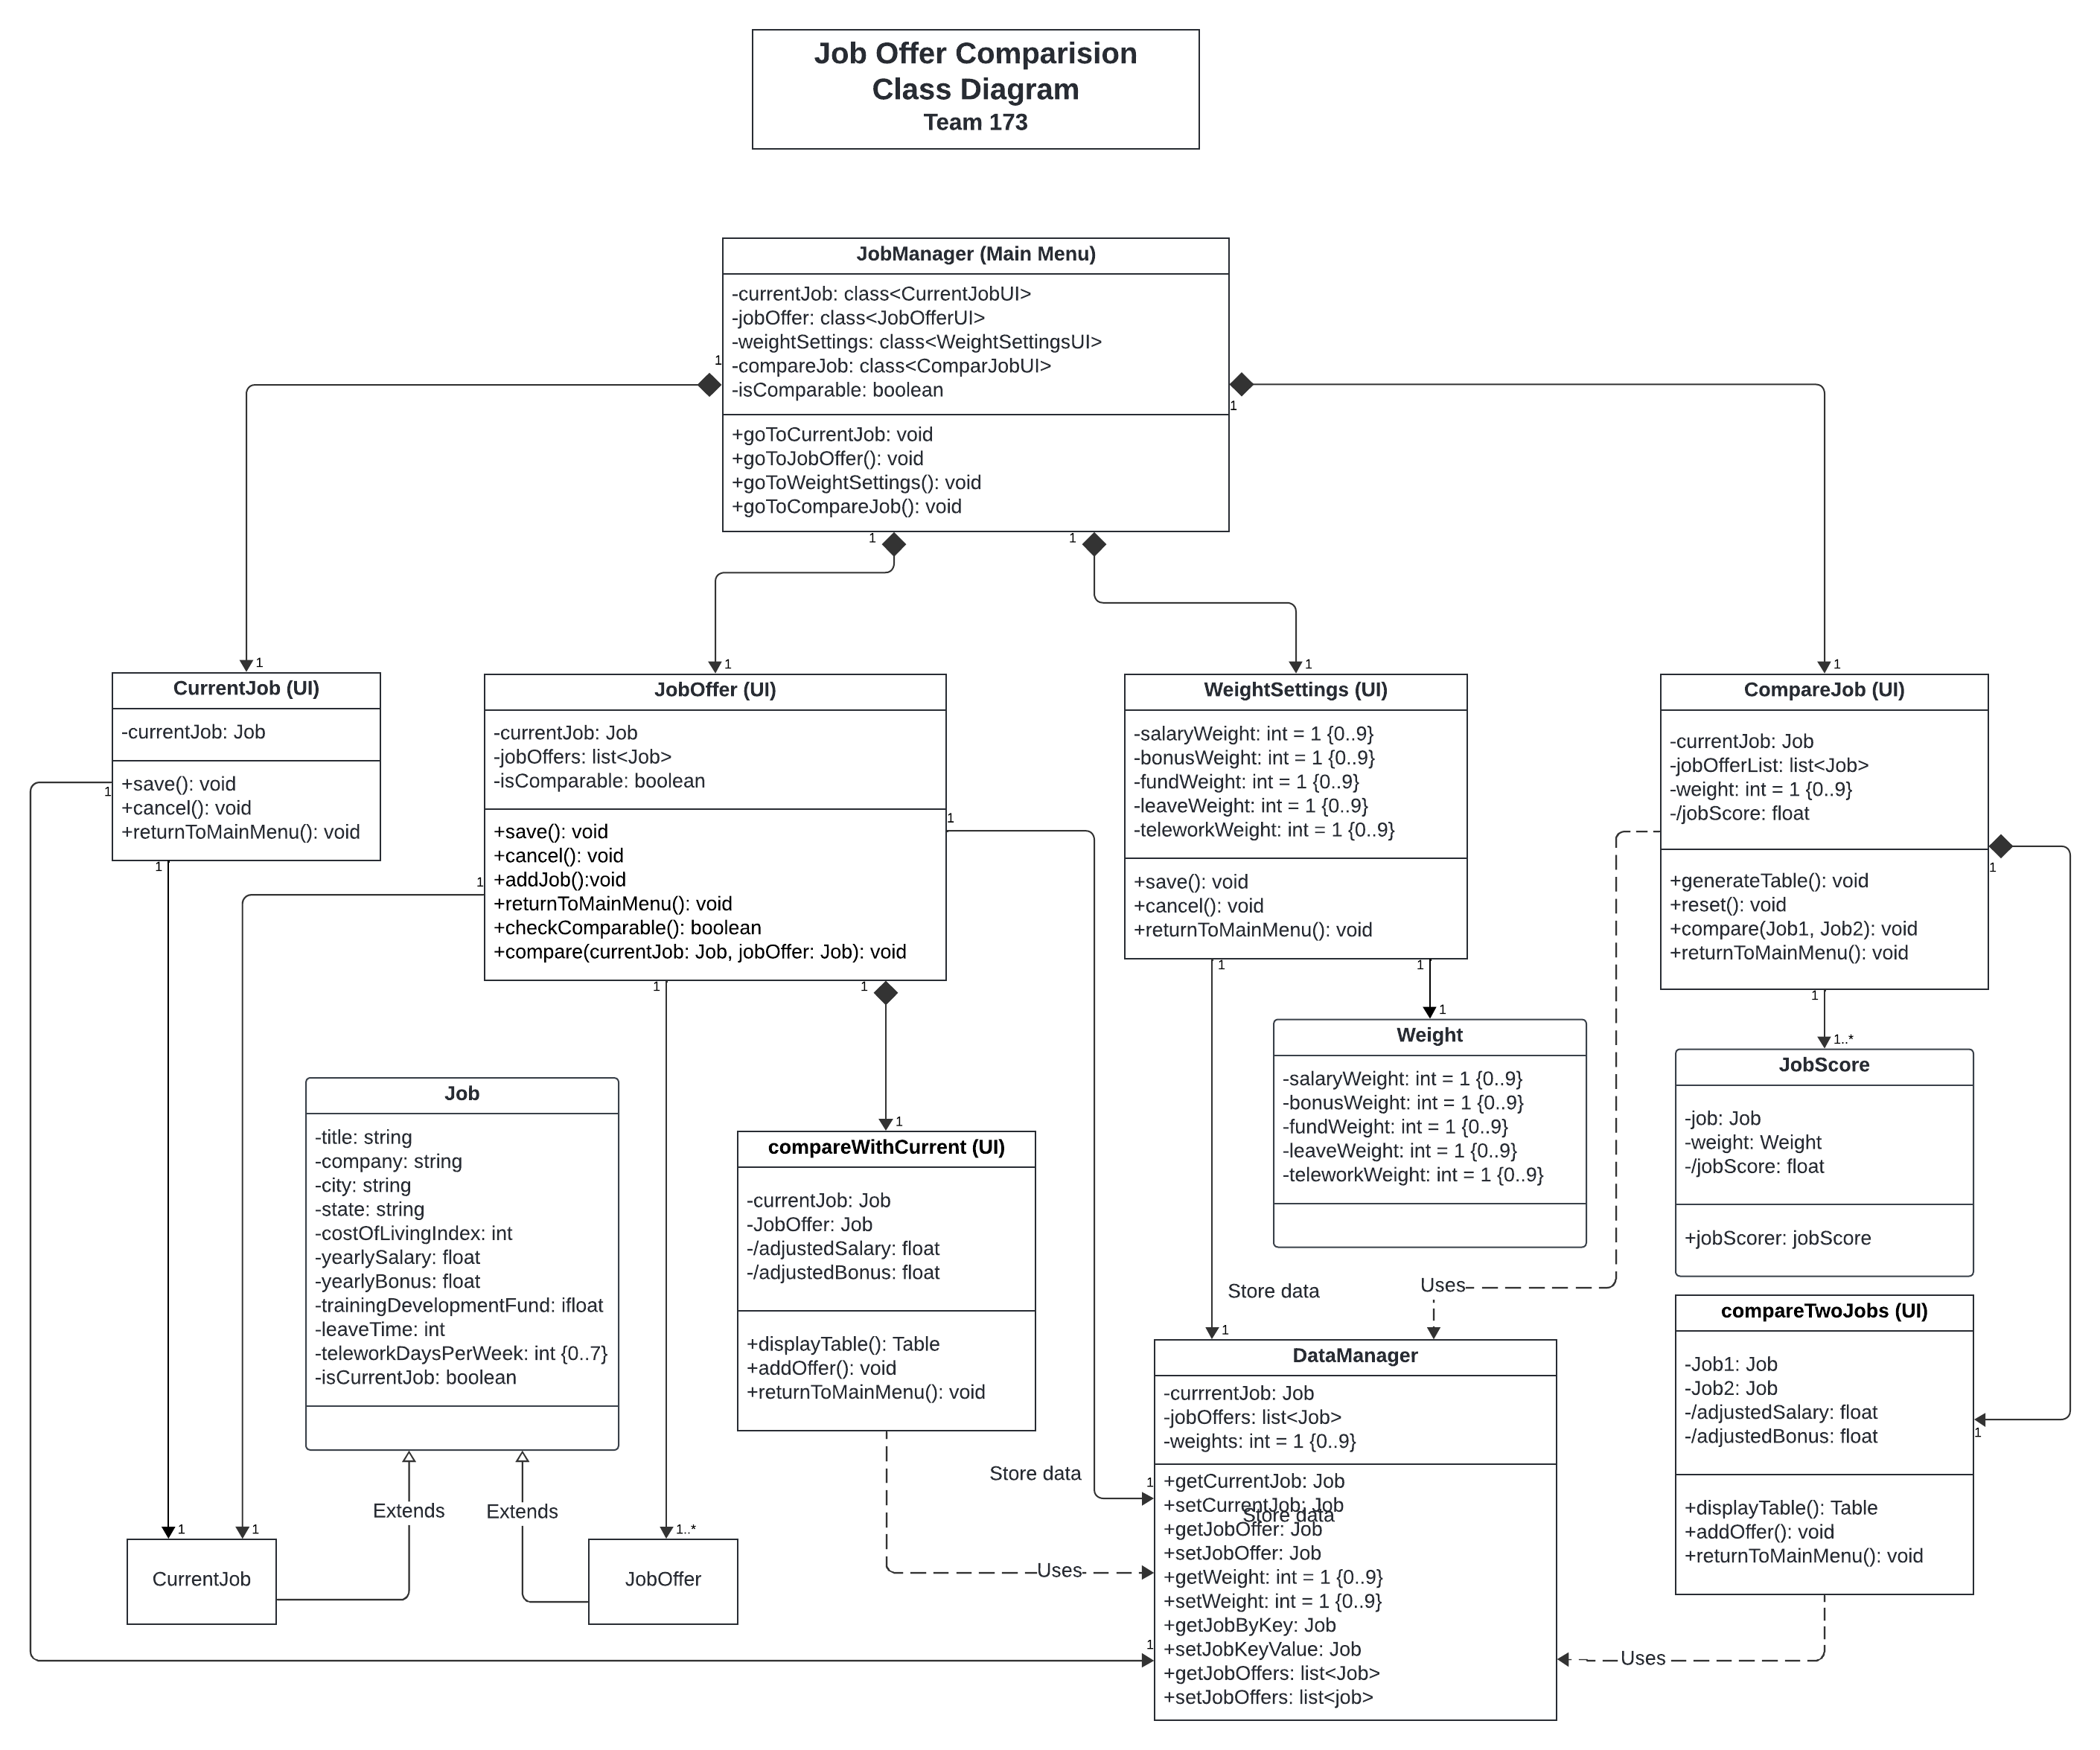 Job Offer Comparision
Class Diagram
Team 173
JobManager (Main Menu)
-currentJob: class<CurrentJobUI>
-jobOffer: class<JobOfferUI>
-weightSettings: class<WeightSettingsUI>
-compareJob: class<ComparJobUI>
-isComparable: boolean
+goToCurrentJob: void
+goToJobOffer(): void
+goToWeightSettings(): void
+goToCompareJob(): void
1
1
1
1
1
1
1
1
CurrentJob (UI)
-currentJob: Job
+save(): void
+cancel(): void
+returnToMainMenu(): void
1
1
JobOffer (UI)
-currentJob: Job
-jobOffers: list<Job>
-isComparable: boolean
+save(): void
+cancel(): void
+addJob():void
+returnToMainMenu(): void
+checkComparable(): boolean
+compare(currentJob: Job, jobOffer: Job): void
1
1
1
1
WeightSettings (UI)
-salaryWeight: int = 1 {0..9}
-bonusWeight: int = 1 {0..9}
-fundWeight: int = 1 {0..9}
-leaveWeight: int = 1 {0..9}
-teleworkWeight: int = 1 {0..9}
+save(): void
+cancel(): void
+returnToMainMenu(): void
1
1
CompareJob (UI)
-currentJob: Job
-jobOfferList: list<Job>
-weight: int = 1 {0..9}
-/jobScore: float
+generateTable(): void
+reset(): void
+compare(Job1, Job2): void
+returnToMainMenu(): void
1
1
Job
-title: string
-company: string
-city: string
-state: string
-costOfLivingIndex: int
-yearlySalary: float
-yearlyBonus: float
-trainingDevelopmentFund: ifloat
-leaveTime: int
-teleworkDaysPerWeek: int {0..7}
-isCurrentJob: boolean
1
compareWithCurrent (UI)
-currentJob: Job
-JobOffer: Job
-/adjustedSalary: float
-/adjustedBonus: float
+displayTable(): Table
+addOffer(): void
+returnToMainMenu(): void
1
Weight
-salaryWeight: int = 1 {0..9}
-bonusWeight: int = 1 {0..9}
-fundWeight: int = 1 {0..9}
-leaveWeight: int = 1 {0..9}
-teleworkWeight: int = 1 {0..9}
1..*
JobScore
-job: Job
-weight: Weight
-/jobScore: float
+jobScorer: jobScore
compareTwoJobs (UI)
-Job1: Job
-Job2: Job
-/adjustedSalary: float
-/adjustedBonus: float
1
+displayTable(): Table
+addOffer(): void
+returnToMainMenu(): void
Store data
Uses
1
DataManager
-currrentJob: Job
-jobOffers: list<Job>
-weights: int = 1 {0..9}
+getCurrentJob: Job
+setCurrentJob: Job
Store data
+getJobOffer: Job
+setJobOffer: Job
+getWeight: int = 1 {0..9}
+setWeight: int = 1 {0..9}
+getJobByKey: Job
+setJobKeyValue: Job
+getJobOffers: list<Job>
+setJobOffers: list<job>
Store data
1
Uses
1
Uses
Extends
Extends
1
1
1..*
CurrentJob
JobOffer